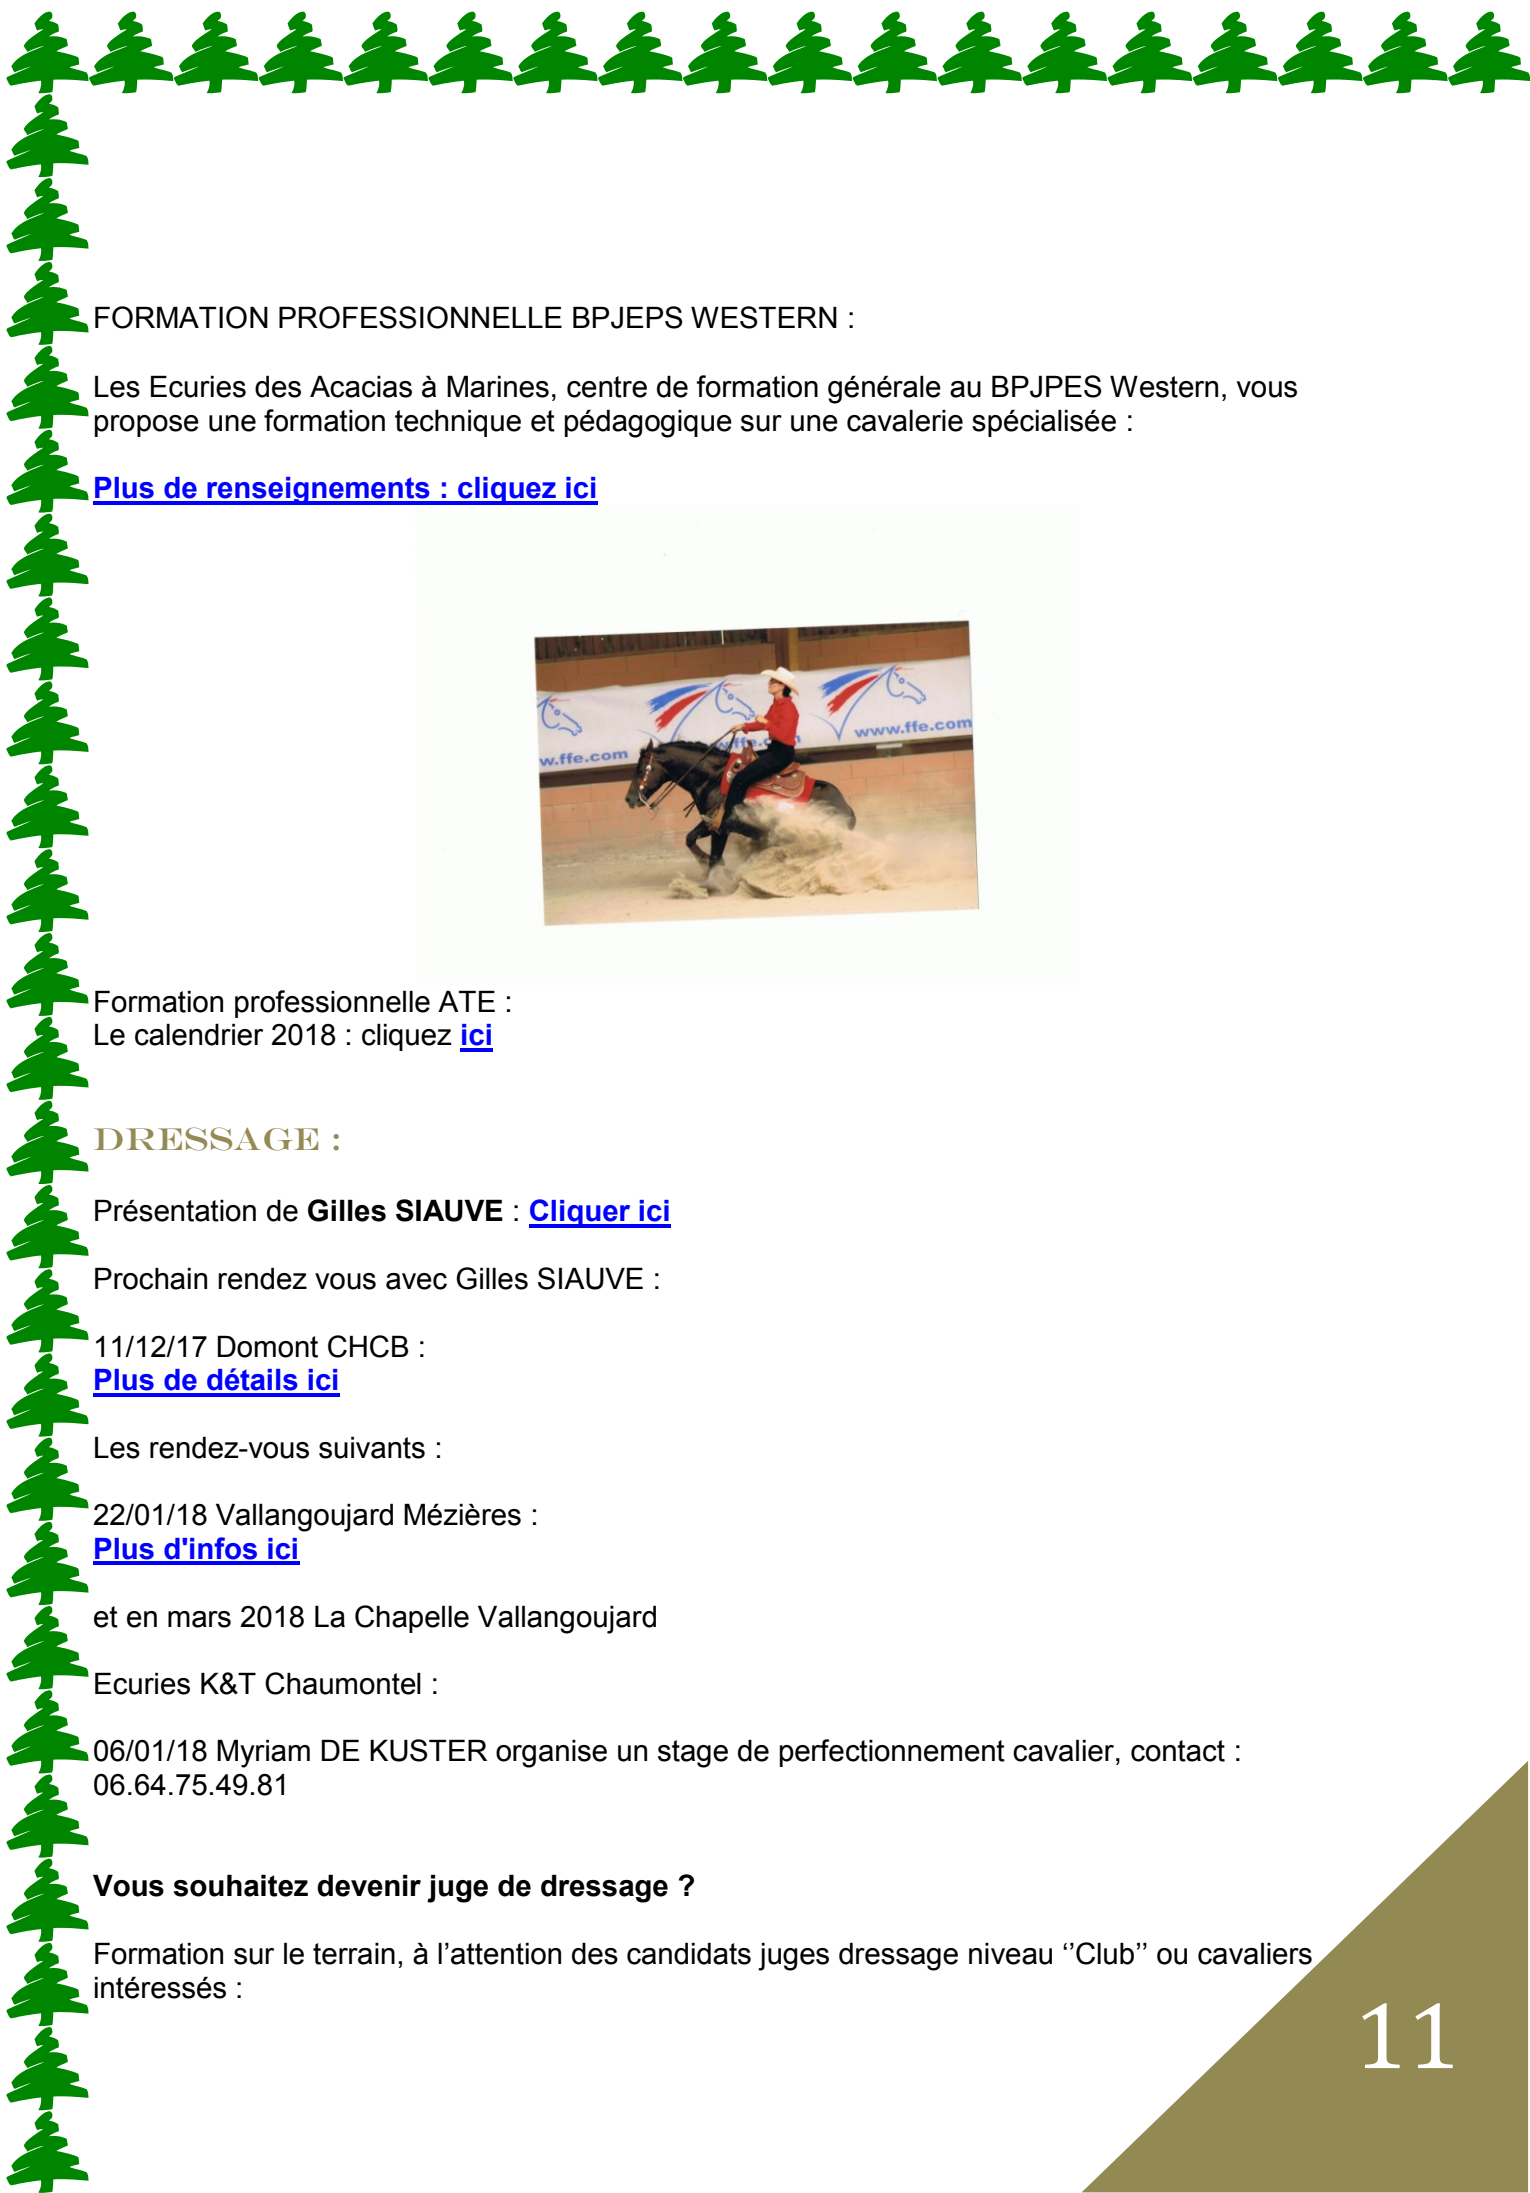 FORMATION PROFESSIONNELLE BPJEPS WESTERN :
Les Ecuries des Acacias à Marines, centre de formation générale au BPJPES Western, vous
propose une formation technique et pédagogique sur une cavalerie spécialisée :
Plus de renseignements : cliquez ici
w.ffe.com
www.ffe.com
Formation professionnelle ATE :
Le calendrier 2018 : cliquez ici
DRESSAGE :
Présentation de Gilles SIAUVE : Cliquer ici
Prochain rendez vous avec Gilles SIAUVE :
11/12/17 Domont CHCB :
Plus de détails ici
Les rendez-vous suivants :
22/01/18 Vallangoujard Mézières :
Plus d'infos ici
et en mars 2018 La Chapelle Vallangoujard
Ecuries K&T Chaumontel :
06/01/18 Myriam DE KUSTER organise un stage de perfectionnement cavalier, contact :
06.64.75.49.81
Vous souhaitez devenir juge de dressage ?
Formation sur le terrain, à l’attention des candidats juges dressage niveau ‘’Club’’ ou cavaliers
intéressés :
11